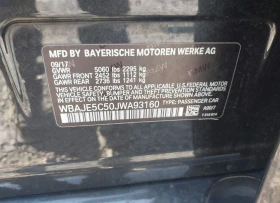 MFD BY BAYERISCHE MOTOREN WERKE AG
09/17
GVWR 5060 lbs 2295 kg
GAWR FRONT 2452 lbs 1112 kg
GAWR REAR 2736 lbs 1241 kg
THIS VEHICLE CONFORMS TO ALL APPLICABLE
FEDERAL MOTOR VEHICLE
SAFETY, BUMPER, AND THEFT PREVENTION
STANDARDS IN EFFECT ON THE DATE OF
MANUFACTURE SHOWN ABOVE.
WBAJE5C50JWA93160
TYPE: PASSENGER CAR